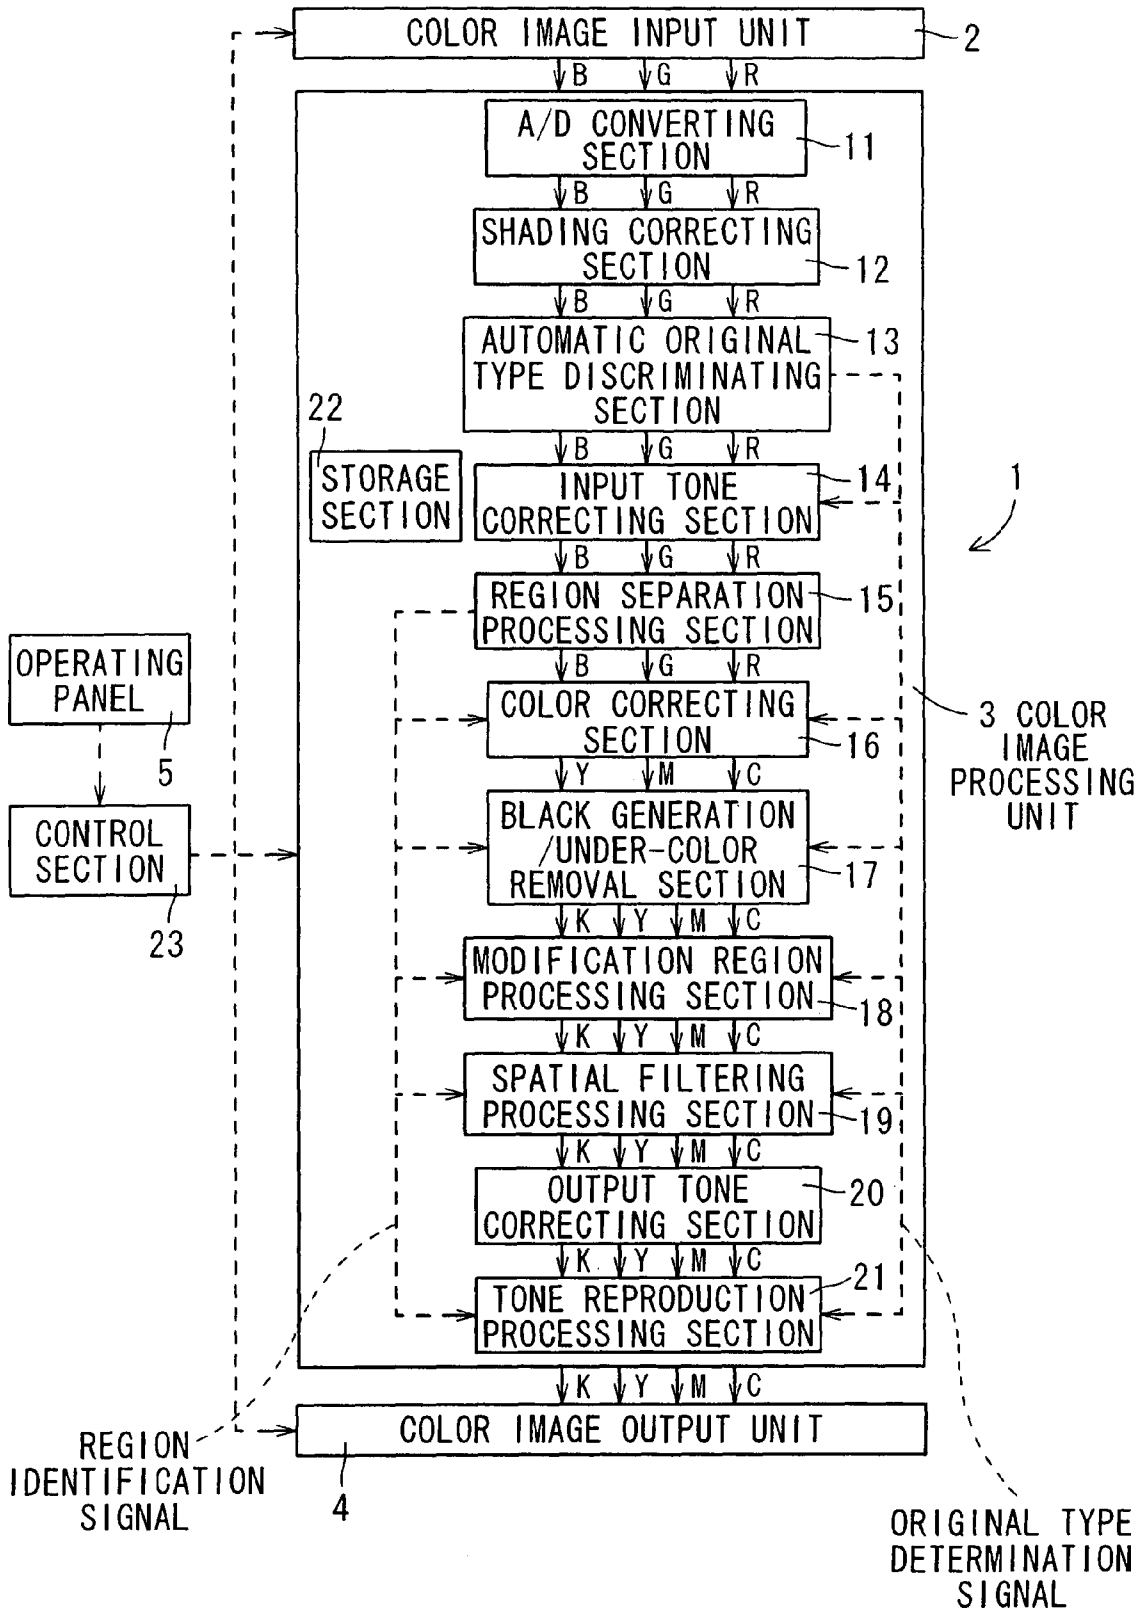 COLOR IMAGE INPUT UNIT
2
B G R
A/D CONVERTING
SECTION
11
B G R
SHADING CORRECTING
SECTION
12
B G R
AUTOMATIC ORIGINAL
TYPE DISCRIMINATING
SECTION
13
22
STORAGE
SECTION
B G R
INPUT TONE
CORRECTING SECTION
14
1
B G R
REGION SEPARATION
PROCESSING SECTION
15
OPERATING
PANEL
5
B G R
COLOR CORRECTING
SECTION
16
3 COLOR
IMAGE
PROCESSING
UNIT
Y M C
CONTROL
SECTION
23
BLACK GENERATION
/UNDER-COLOR
REMOVAL SECTION
17
K Y M C
MODIFICATION REGION
PROCESSING SECTION
18
K Y M C
SPATIAL FILTERING
PROCESSING SECTION
19
K Y M C
OUTPUT TONE
CORRECTING SECTION
20
K Y M C
TONE REPRODUCTION
PROCESSING SECTION
21
K Y M C
COLOR IMAGE OUTPUT UNIT
4
REGION
IDENTIFICATION
SIGNAL
ORIGINAL TYPE
DETERMINATION
SIGNAL